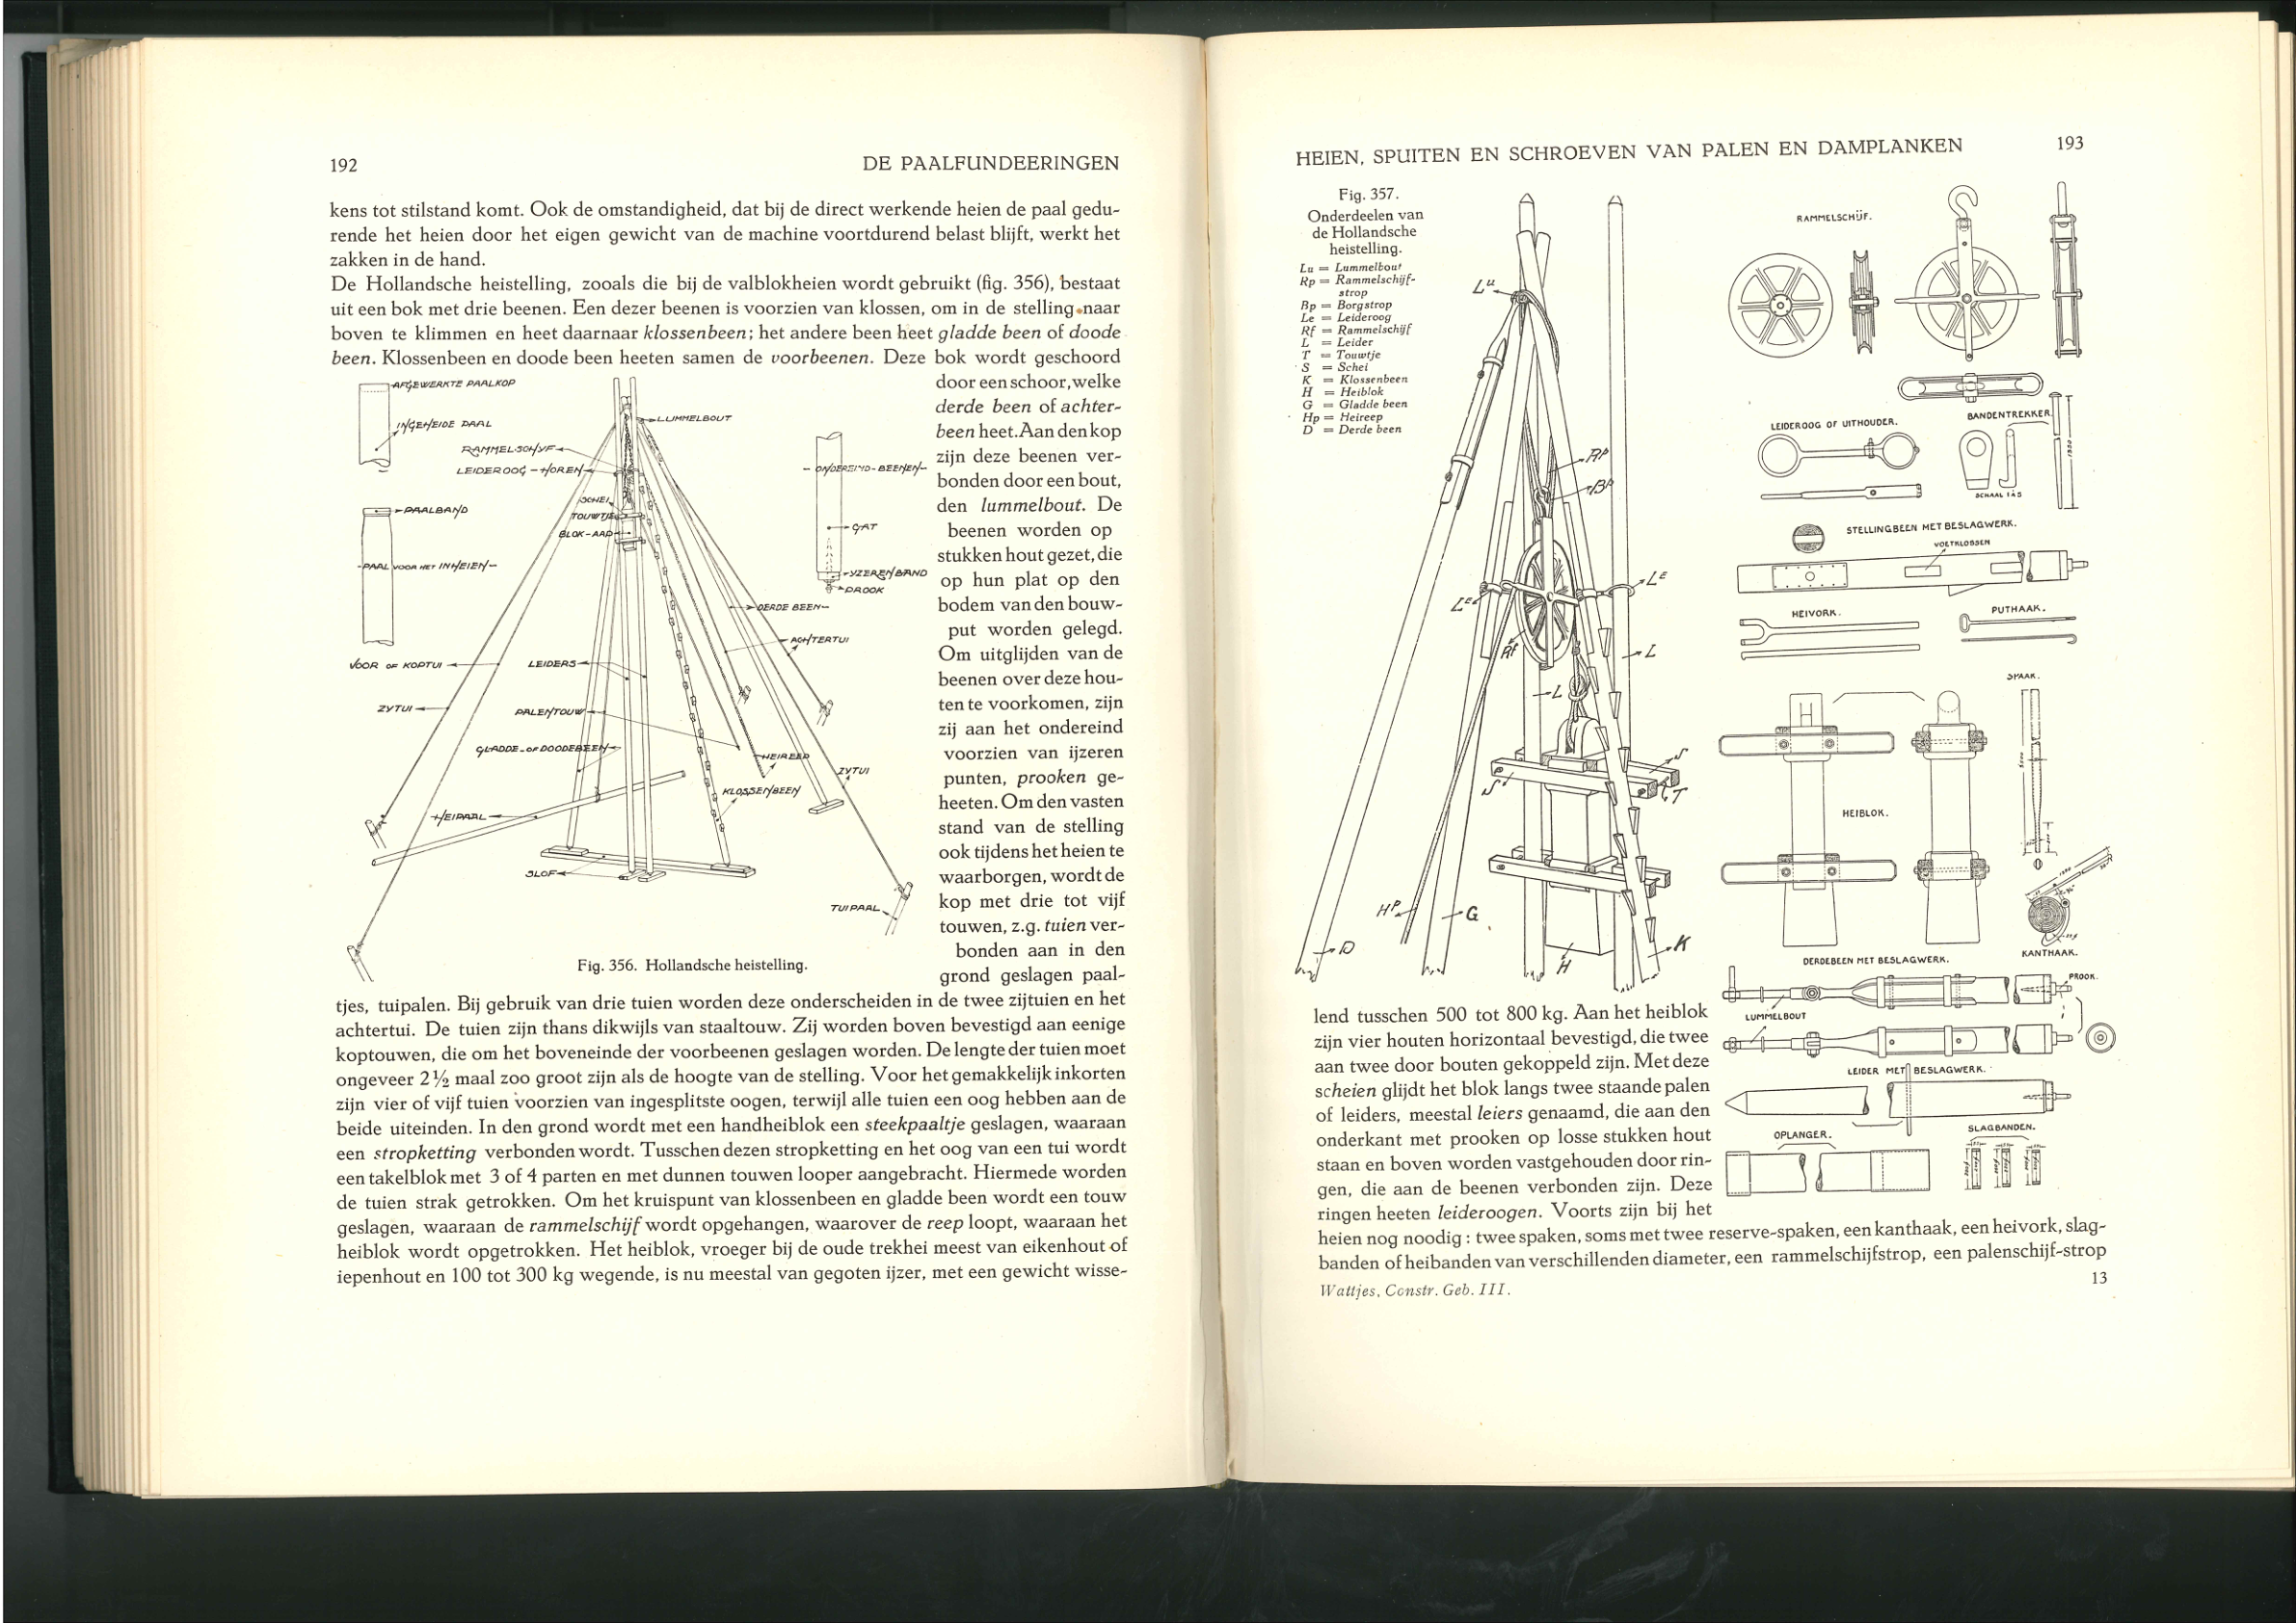 192
DE PAALFUNDEERINGEN
kens tot stilstand komt. Ook de omstandigheid, dat bij de direct werkende heien de paal gedu-
rende het heien door het eigen gewicht van de machine voortdurend belast blijft, werkt het
zakken in de hand.
De Hollandsche heistelling, zooals die bij de valblokheien wordt gebruikt (fig. 356), bestaat
uit een bok met drie beenen. Een dezer beenen is voorzien van klossen, om in de stelling naar
boven te klimmen en heet daarnaar klossenbeen; het andere been heet gladde been of doode
been. Klossenbeen en doode been heeten samen de voorbeenen. Deze bok wordt geschoord
door een schoor, welke
derde been of achter-
been heet. Aan den kop
zijn deze beenen ver-
bonden door een bout,
den lummelbout. De
beenen worden op
stukken hout gezet, die
op hun plat op den
bodem van den bouw-
put worden gelegd.
Om uitglijden van de
beenen over deze hou-
ten te voorkomen, zijn
zij aan het ondereind
voorzien van ijzeren
punten, prooken ge-
heeten. Om den vasten
stand van de stelling
ook tijdens het heien te
waarborgen, wordt de
kop met drie tot vijf
touwen, z.g. tuien ver-
bonden aan in den
grond geslagen paal-
AFGEWERKTE PAALKOP
INGEHEIDE PAAL
RAMMELSCHYF
LEIDEROOG - HOREN
LUMMELBOUT
ONDEREIND-BEENEN
SCHEI
TOUWTJE
BLOK-AAP
PAALBAND
PAAL VOOR HET INHEIEN
GAT
YZEREN BAND
PROOK
DERDE BEEN
ACHTERTUI
VOOR OF KOPTUI
LEIDERS
ZYTUI
PALENTOUW
GLADDE-OF DOODEBEEN
HEIREEP
ZYTUI
KLOSSENBEEN
HEIPAAL
SLOF
TUIPAAL
Fig. 356. Hollandsche heistelling.
tjes, tuipalen. Bij gebruik van drie tuien worden deze onderscheiden in de twee zijtuien en het
achtertui. De tuien zijn thans dikwijls van staaltouw. Zij worden boven bevestigd aan eenige
koptouwen, die om het boveneinde der voorbeenen geslagen worden. De lengte der tuien moet
ongeveer 2½ maal zoo groot zijn als de hoogte van de stelling. Voor het gemakkelijk inkorten
zijn vier of vijf tuien voorzien van ingesplitste oogen, terwijl alle tuien een oog hebben aan de
beide uiteinden. In den grond wordt met een handheiblok een steekpaaltje geslagen, waaraan
een stropketting verbonden wordt. Tusschen dezen stropketting en het oog van een tui wordt
een takelblok met 3 of 4 parten en met dunnen touwen looper aangebracht. Hiermede worden
de tuien strak getrokken. Om het kruispunt van klossenbeen en gladde been wordt een touw
geslagen, waaraan de rammelschijf wordt opgehangen, waarover de reep loopt, waaraan het
heiblok wordt opgetrokken. Het heiblok, vroeger bij de oude trekhei meest van eikenhout of
iepenhout en 100 tot 300 kg wegende, is nu meestal van gegoten ijzer, met een gewicht wisse-
HEIEN, SPUITEN EN SCHROEVEN VAN PALEN EN DAMPLANKEN
193
Fig. 357.
Onderdeelen van
de Hollandsche
heistelling.
Lu = Lummelbout
Rp = Rammelschijf-
strop
Bp = Borgstrop
Le = Leideroog
Rf = Rammelschijf
L = Leider
T = Touwtje
S = Schei
K = Klossenbeen
H = Heiblok
G = Gladde been
Hp = Heireep
D = Derde been
Lu
Rp
Bp
Le
Le
Rf
L
L
S
S
T
Hp
G
D
H
K
RAMMELSCHIJF.
LEIDEROOG OF UITHOUDER.
BANDENTREKKER.
SCHAAL 1 à 5
STELLINGBEEN MET BESLAGWERK.
VOETKLOSSEN
HEIVORK.
PUTHAAK.
SPAAK.
HEIBLOK.
KANTHAAK.
DERDEBEEN MET BESLAGWERK.
PROOK.
LUMMELBOUT
LEIDER MET BESLAGWERK.
OPLANGER.
SLAGBANDEN.
lend tusschen 500 tot 800 kg. Aan het heiblok
zijn vier houten horizontaal bevestigd, die twee
aan twee door bouten gekoppeld zijn. Met deze
scheien glijdt het blok langs twee staande palen
of leiders, meestal leiers genaamd, die aan den
onderkant met prooken op losse stukken hout
staan en boven worden vastgehouden door rin-
gen, die aan de beenen verbonden zijn. Deze
ringen heeten leideroogen. Voorts zijn bij het
heien nog noodig: twee spaken, soms met twee reserve-spaken, een kanthaak, een heivork, slag-
banden of heibanden van verschillenden diameter, een rammelschijfstrop, een palenschijf-strop
Wattjes, Constr. Geb. III.
13